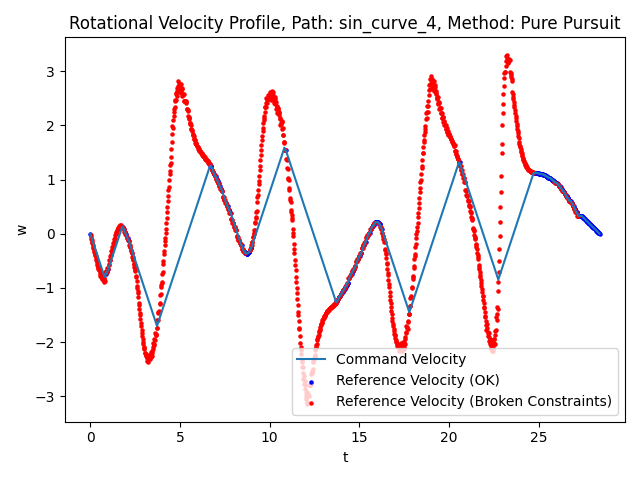 Rotational Velocity Profile, Path: sin_curve_4, Method: Pure Pursuit
3
2
1
0
−1
−2
−3
w
0
5
10
15
20
25
t
Command Velocity
Reference Velocity (OK)
Reference Velocity (Broken Constraints)